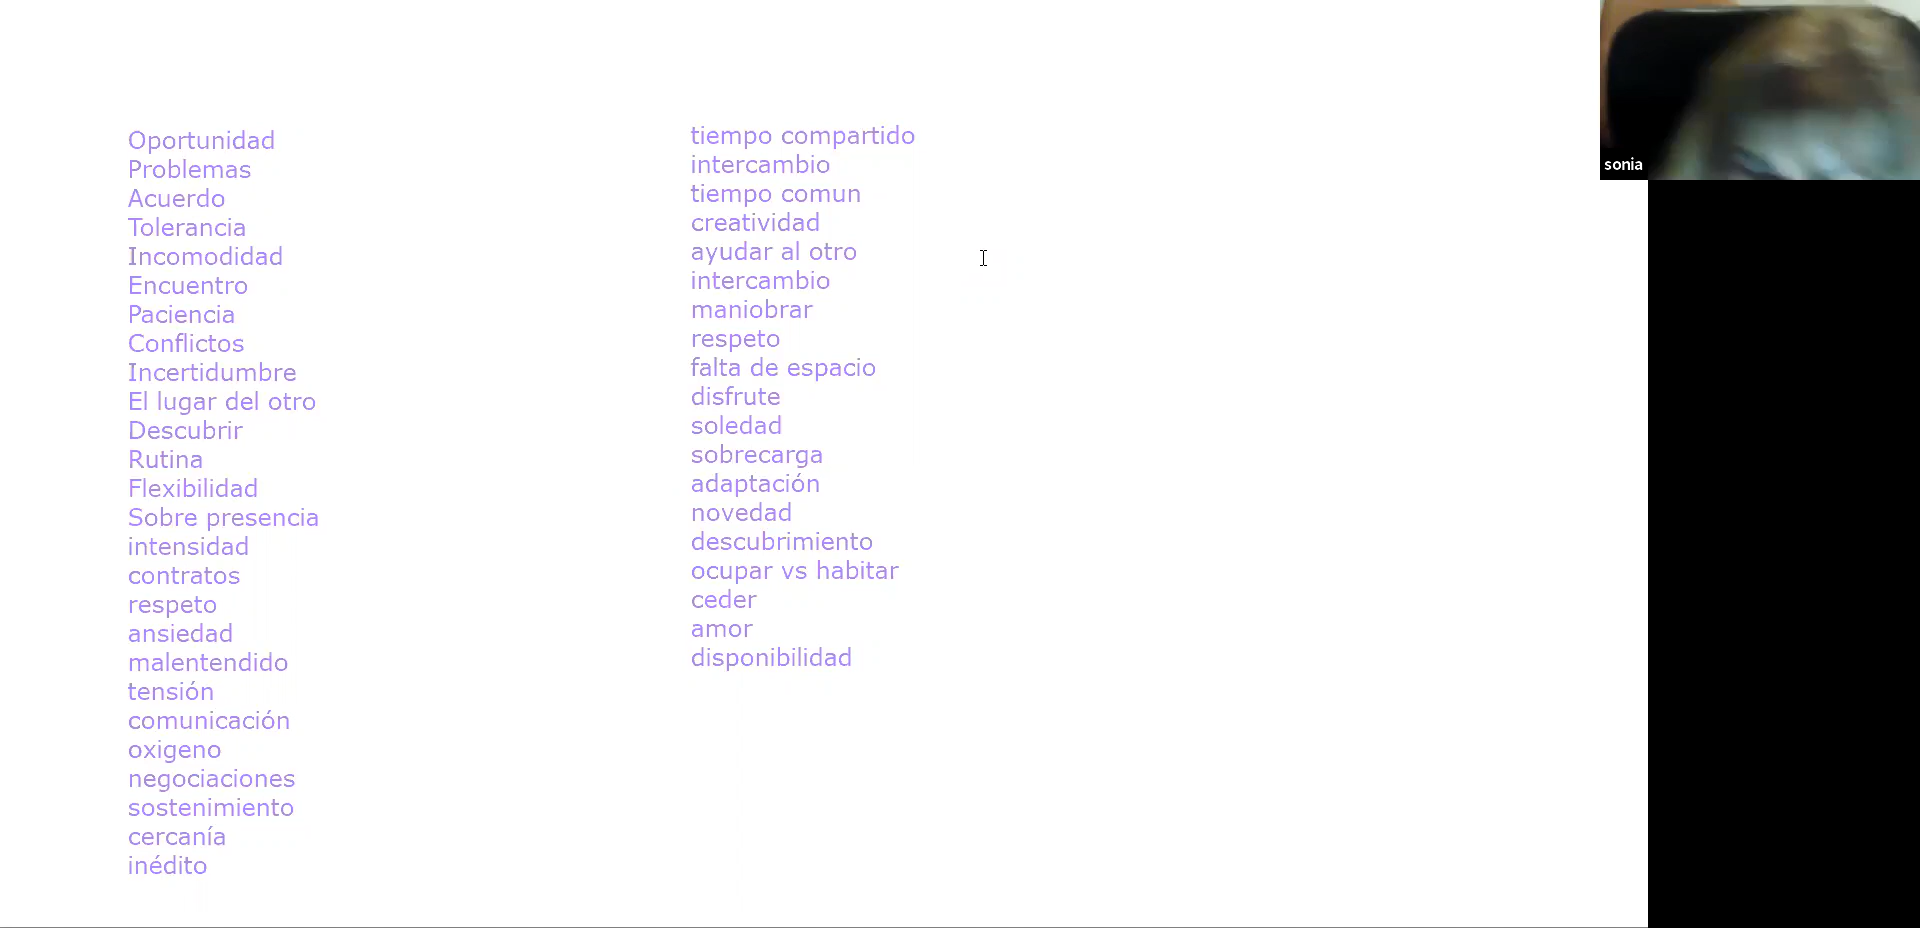 Oportunidad
Problemas
Acuerdo
Tolerancia
Incomodidad
Encuentro
Paciencia
Conflictos
Incertidumbre
El lugar del otro
Descubrir
Rutina
Flexibilidad
Sobre presencia
intensidad
contratos
respeto
ansiedad
malentendido
tensión
comunicación
oxigeno
negociaciones
sostenimiento
cercanía
inédito
tiempo compartido
intercambio
tiempo comun
creatividad
ayudar al otro
intercambio
maniobrar
respeto
falta de espacio
disfrute
soledad
sobrecarga
adaptación
novedad
descubrimiento
ocupar vs habitar
ceder
amor
disponibilidad
sonia